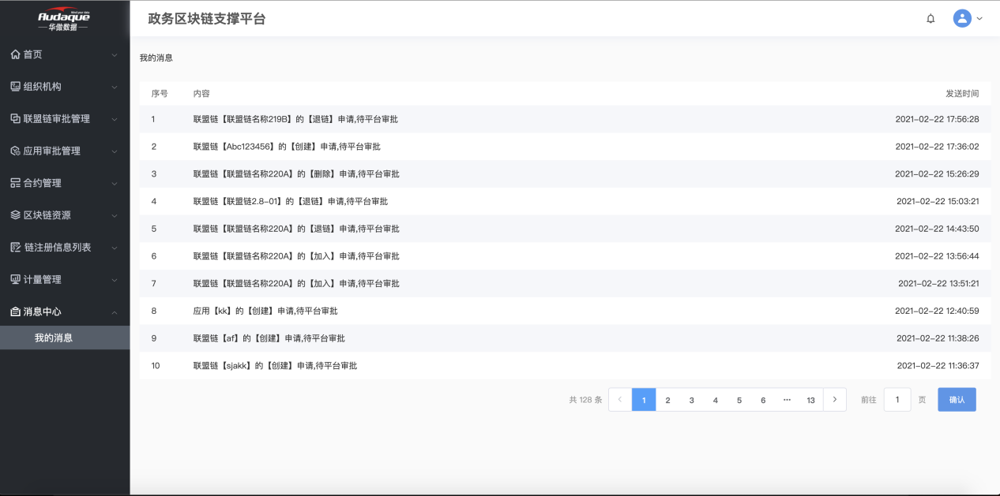 Mind your data
Audaque
华傲数据
政务区块链支撑平台
首页
组织机构
联盟链审批管理
应用审批管理
合约管理
区块链资源
链注册信息列表
计量管理
消息中心
我的消息
我的消息
序号 内容 发送时间
1 联盟链【联盟链名称219B】的【退链】申请,待平台审批 2021-02-22 17:56:28
2 联盟链【Abc123456】的【创建】申请,待平台审批 2021-02-22 17:36:02
3 联盟链【联盟链名称220A】的【删除】申请,待平台审批 2021-02-22 15:26:29
4 联盟链【联盟链2.8-01】的【退链】申请,待平台审批 2021-02-22 15:03:21
5 联盟链【联盟链名称220A】的【退链】申请,待平台审批 2021-02-22 14:43:50
6 联盟链【联盟链名称220A】的【加入】申请,待平台审批 2021-02-22 13:56:44
7 联盟链【联盟链名称220A】的【加入】申请,待平台审批 2021-02-22 13:51:21
8 应用【kk】的【创建】申请,待平台审批 2021-02-22 12:40:59
9 联盟链【af】的【创建】申请,待平台审批 2021-02-22 11:38:26
10 联盟链【sjakk】的【创建】申请,待平台审批 2021-02-22 11:36:37
共 128 条 < 1 2 3 4 5 6 ··· 13 > 前往 1 页 确认